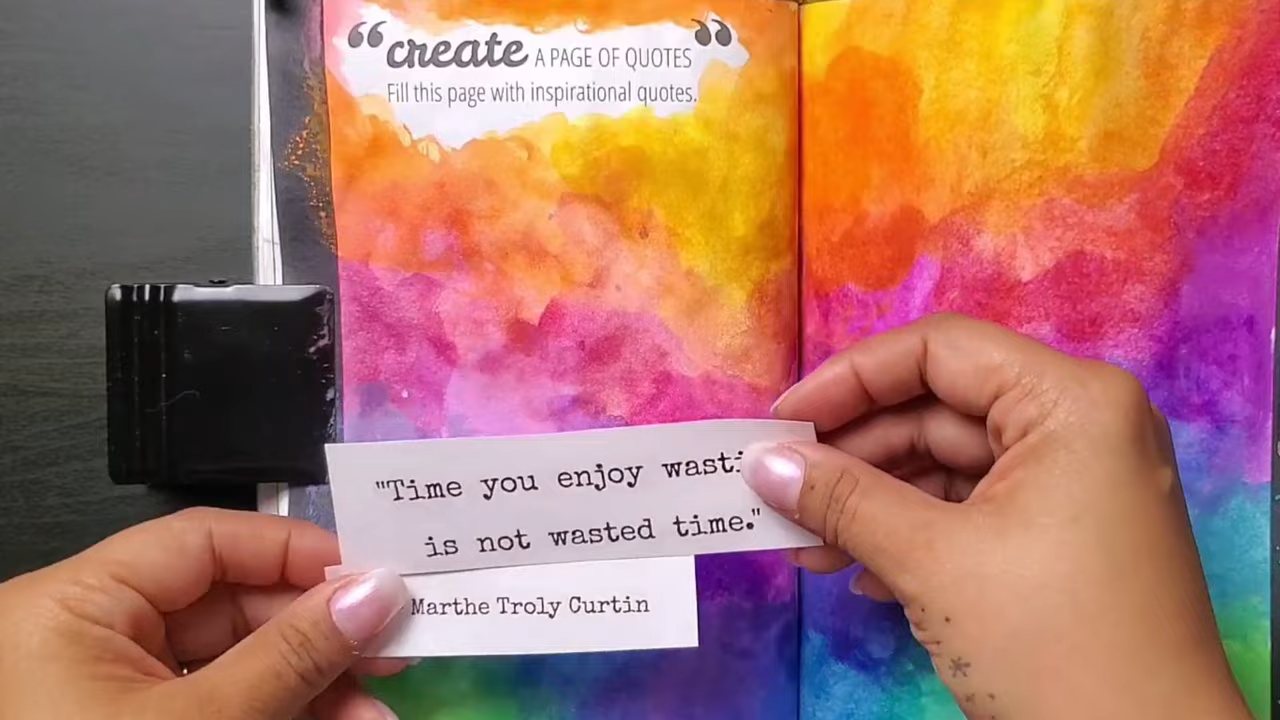 “create A PAGE OF QUOTES”
Fill this page with inspirational quotes.
"Time you enjoy
is not wasted time."
Marthe Troly Curtin